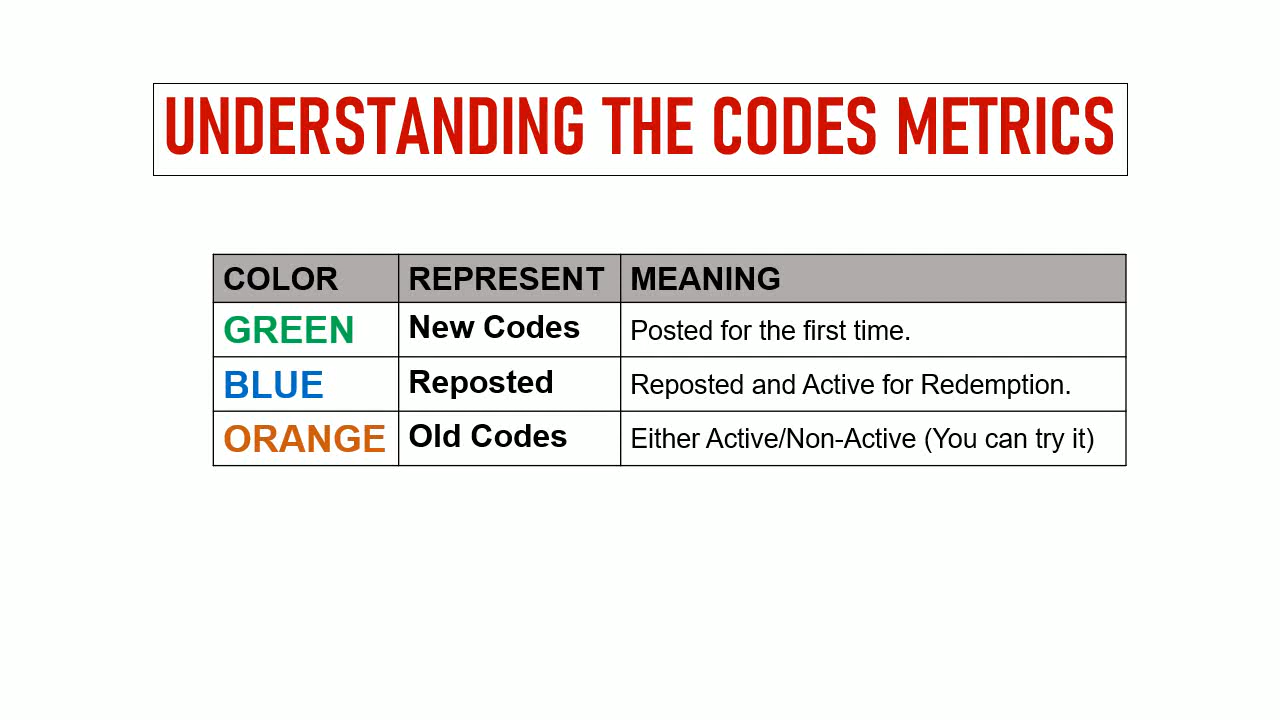 UNDERSTANDING THE CODES METRICS
COLOR REPRESENT MEANING
GREEN New Codes Posted for the first time.
BLUE Reposted Reposted and Active for Redemption.
ORANGE Old Codes Either Active/Non-Active (You can try it)